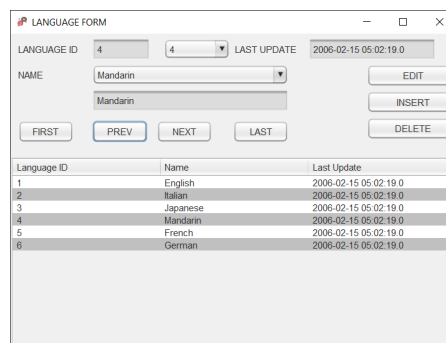 LANGUAGE FORM
LANGUAGE ID 4 4 LAST UPDATE 2006-02-15 05:02:19.0
NAME Mandarin EDIT
Mandarin INSERT
FIRST PREV NEXT LAST DELETE
Language ID Name Last Update
1 English 2006-02-15 05:02:19.0
2 Italian 2006-02-15 05:02:19.0
3 Japanese 2006-02-15 05:02:19.0
4 Mandarin 2006-02-15 05:02:19.0
5 French 2006-02-15 05:02:19.0
6 German 2006-02-15 05:02:19.0